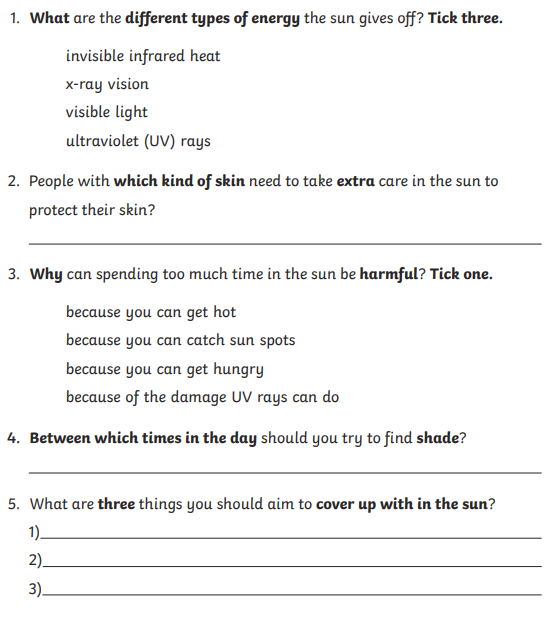 1. What are the different types of energy the sun gives off? Tick three.
invisible infrared heat
x-ray vision
visible light
ultraviolet (UV) rays
2. People with which kind of skin need to take extra care in the sun to
protect their skin?
3. Why can spending too much time in the sun be harmful? Tick one.
because you can get hot
because you can catch sun spots
because you can get hungry
because of the damage UV rays can do
4. Between which times in the day should you try to find shade?
5. What are three things you should aim to cover up with in the sun?
1)
2)
3)